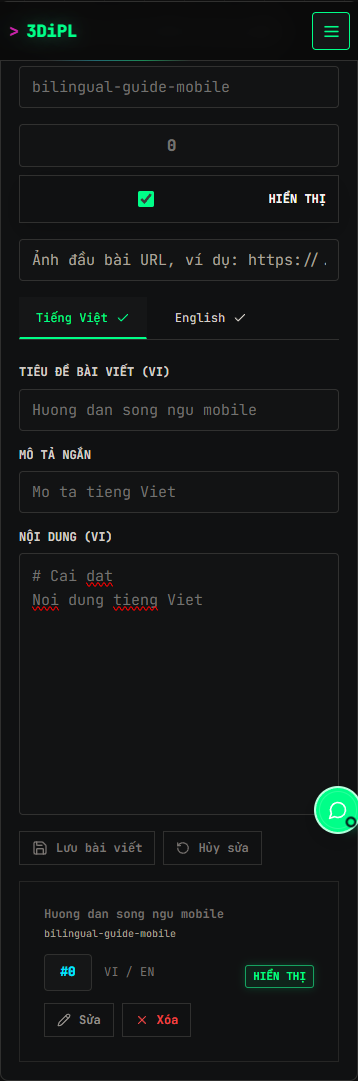 > 3DiPL
bilingual-guide-mobile
0
HIỂN THỊ
Ảnh đầu bài URL, ví dụ: https://.
Tiếng Việt
English
TIÊU ĐỀ BÀI VIẾT (VI)
Huong dan song ngu mobile
MÔ TẢ NGẮN
Mo ta tieng Viet
NỘI DUNG (VI)
# Cai dat
Noi dung tieng Viet
Lưu bài viết
Hủy sửa
Huong dan song ngu mobile
bilingual-guide-mobile
#0
VI / EN
HIỂN THỊ
Sửa
Xóa